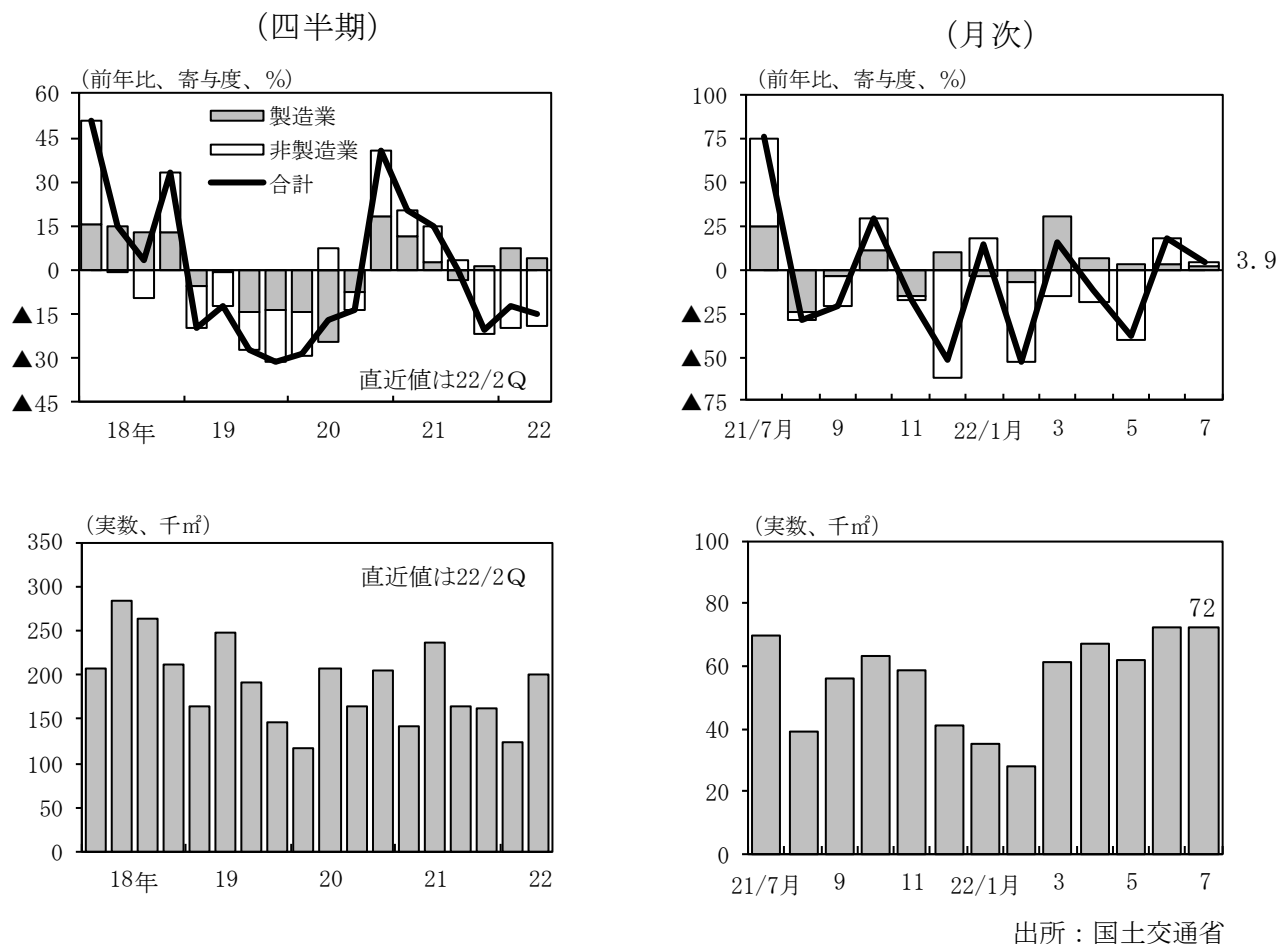 (四半期)
(前年比、寄与度、%)
60
45
30
15
0
▲15
▲30
▲45
製造業
非製造業
合計
直近値は22/2Q
18年
19
20
21
22
(月次)
(前年比、寄与度、%)
100
75
50
25
0
▲25
▲50
▲75
3.9
21/7月
9
11
22/1月
3
5
7
(実数、千㎡)
350
300
250
200
150
100
50
0
直近値は22/2Q
18年
19
20
21
22
(実数、千㎡)
100
80
60
40
20
0
72
21/7月
9
11
22/1月
3
5
7
出所：国土交通省